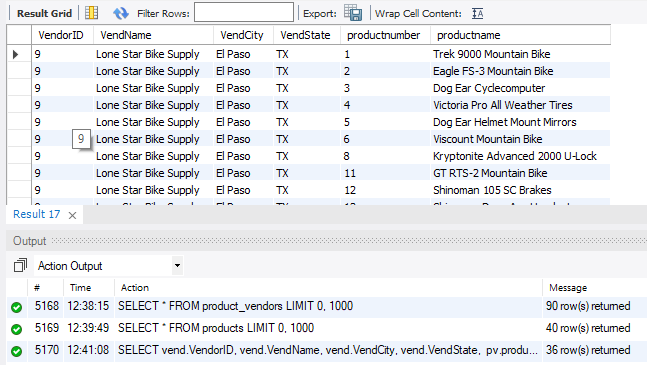 Result Grid Filter Rows: Export: Wrap Cell Content:
VendorID VendName VendCity VendState productnumber productname
9 Lone Star Bike Supply El Paso TX 1 Trek 9000 Mountain Bike
9 Lone Star Bike Supply El Paso TX 2 Eagle FS-3 Mountain Bike
9 Lone Star Bike Supply El Paso TX 3 Dog Ear Cyclecomputer
9 Lone Star Bike Supply El Paso TX 4 Victoria Pro All Weather Tires
9 Lone Star Bike Supply El Paso TX 5 Dog Ear Helmet Mount Mirrors
9 9 Lone Star Bike Supply El Paso TX 6 Viscount Mountain Bike
9 Lone Star Bike Supply El Paso TX 8 Kryptonite Advanced 2000 U-Lock
9 Lone Star Bike Supply El Paso TX 11 GT RTS-2 Mountain Bike
9 Lone Star Bike Supply El Paso TX 12 Shinoman 105 SC Brakes
Result 17
Output
Action Output
# Time Action Message
5168 12:38:15 SELECT * FROM product_vendors LIMIT 0, 1000 90 row(s) returned
5169 12:39:49 SELECT * FROM products LIMIT 0, 1000 40 row(s) returned
5170 12:41:08 SELECT vend.VendorID, vend.VendName, vend.VendCity, vend.VendState, pv.produ... 36 row(s) returned